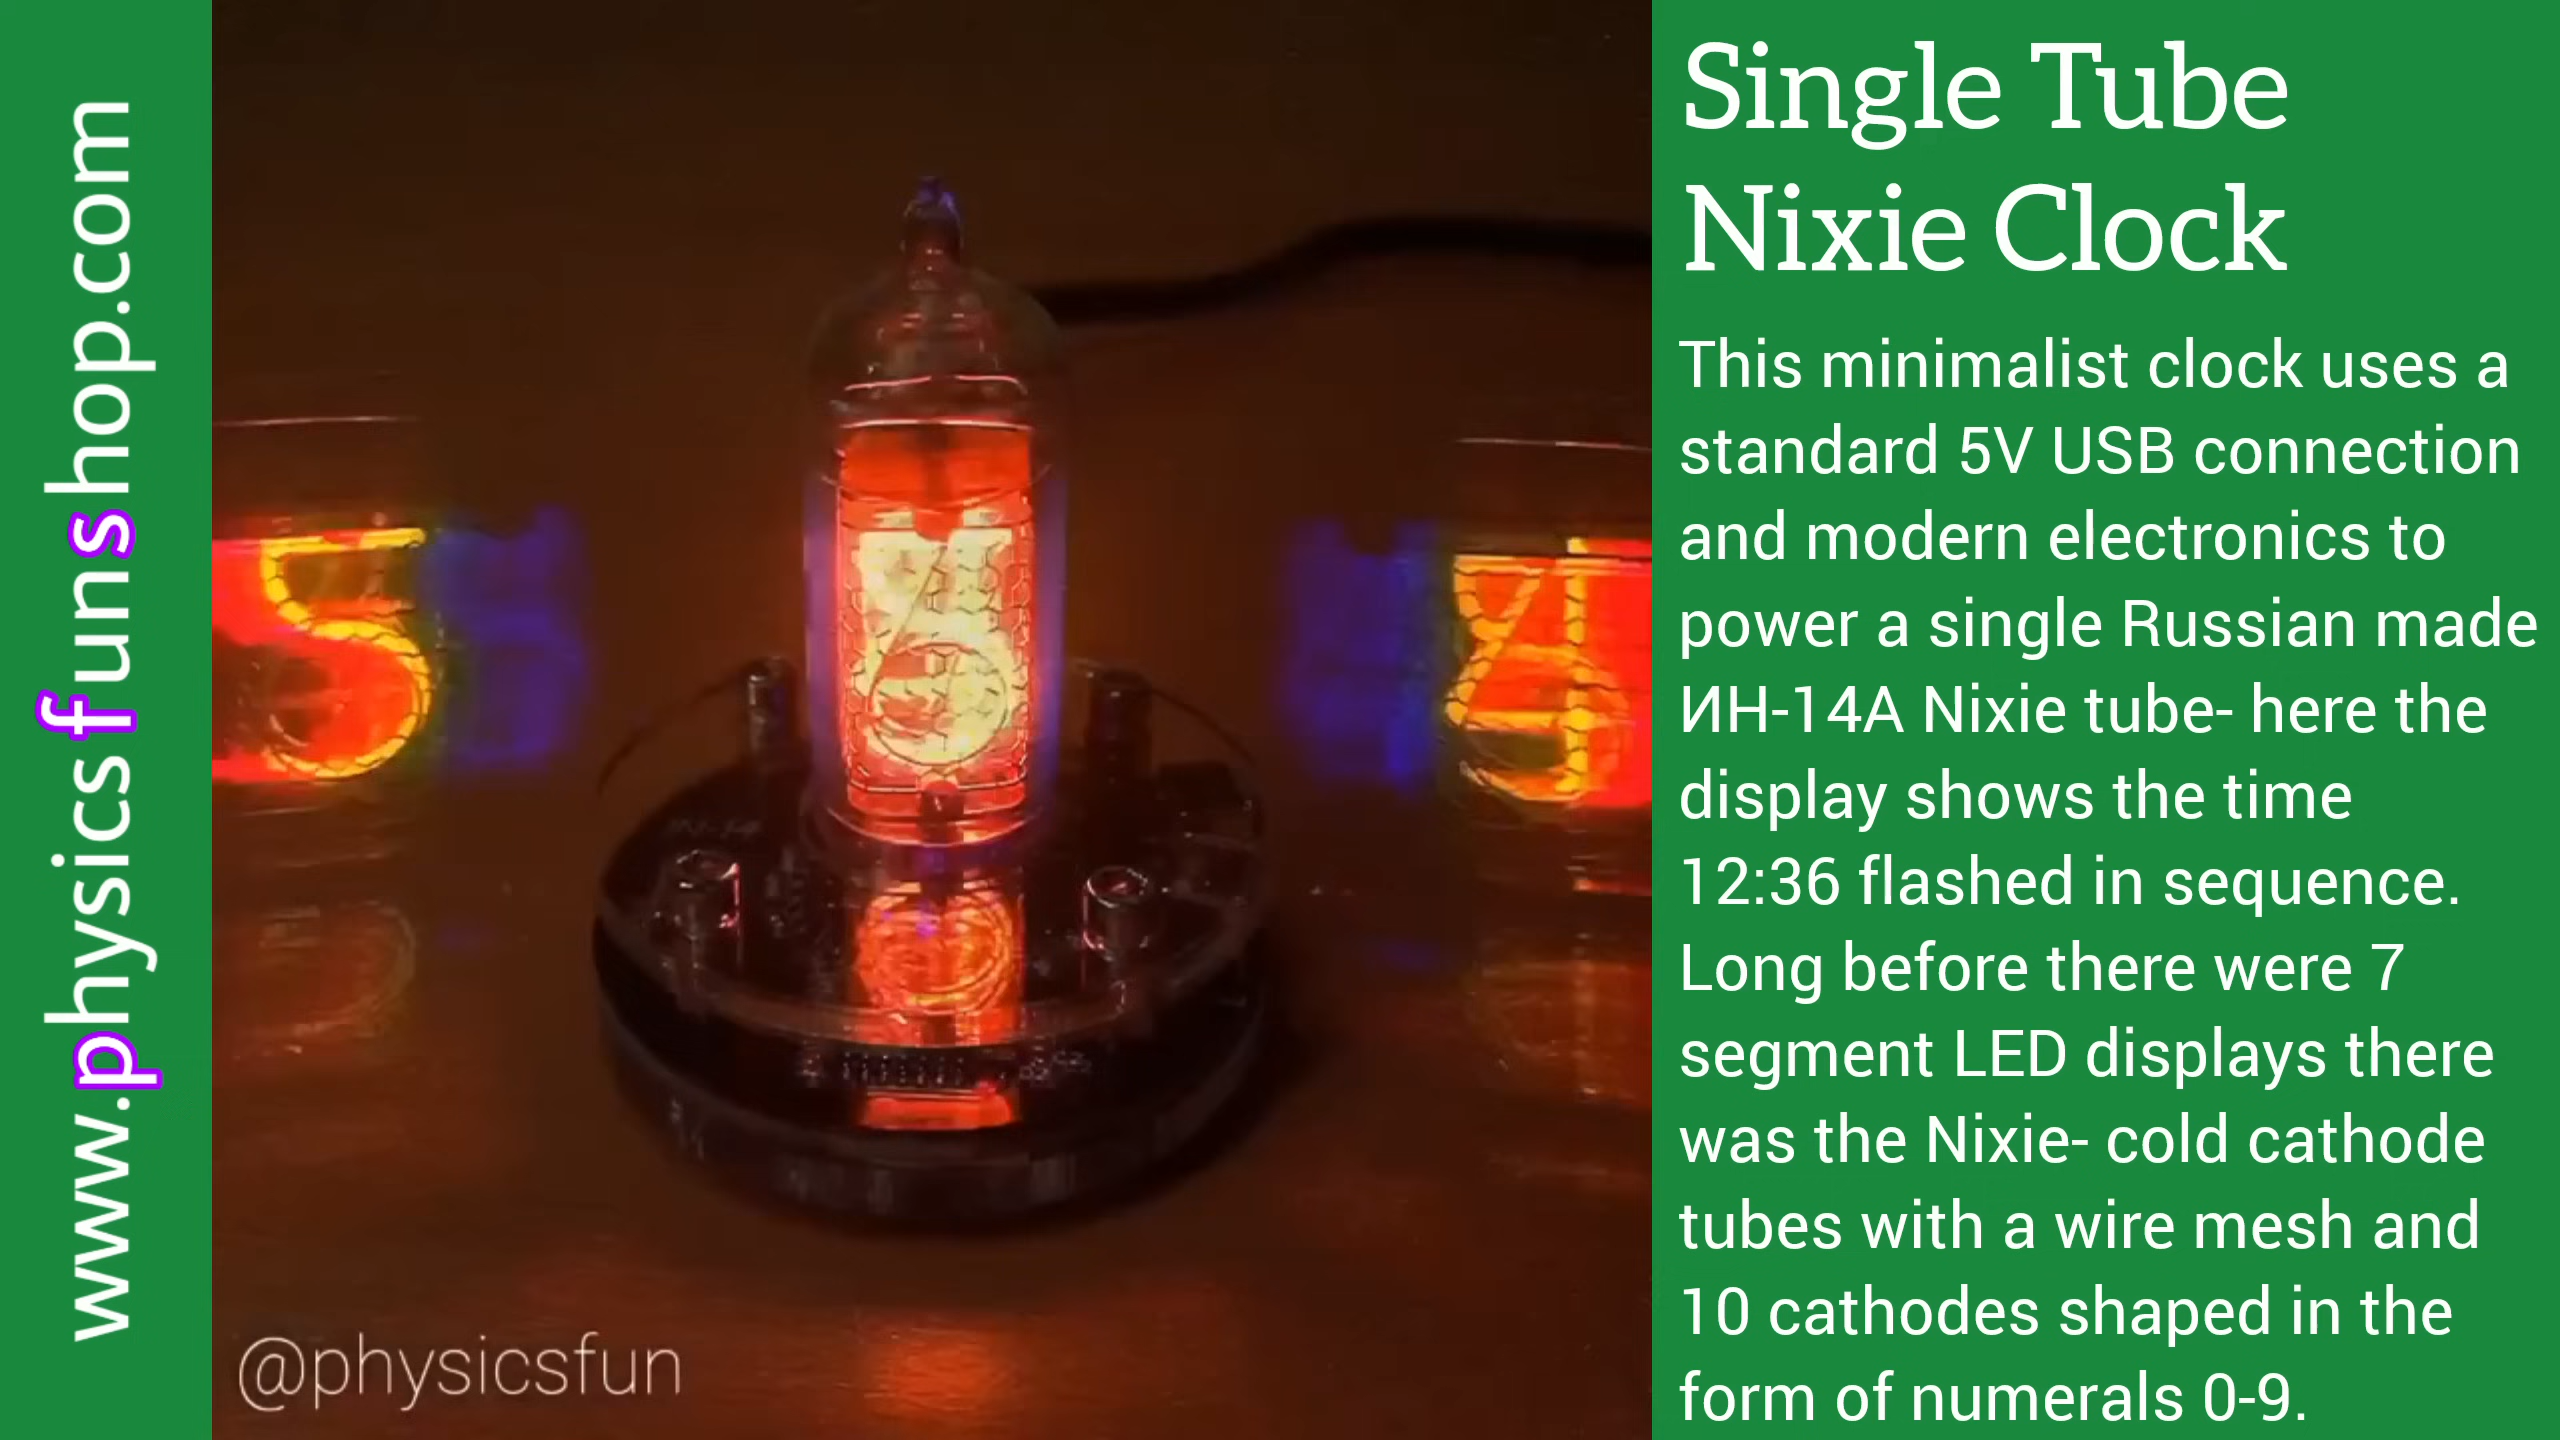 www.physicsfunshop.com
@physicsfun
Single Tube
Nixie Clock
This minimalist clock uses a
standard 5V USB connection
and modern electronics to
power a single Russian made
ИН-14А Nixie tube- here the
display shows the time
12:36 flashed in sequence.
Long before there were 7
segment LED displays there
was the Nixie- cold cathode
tubes with a wire mesh and
10 cathodes shaped in the
form of numerals 0-9.
5
4